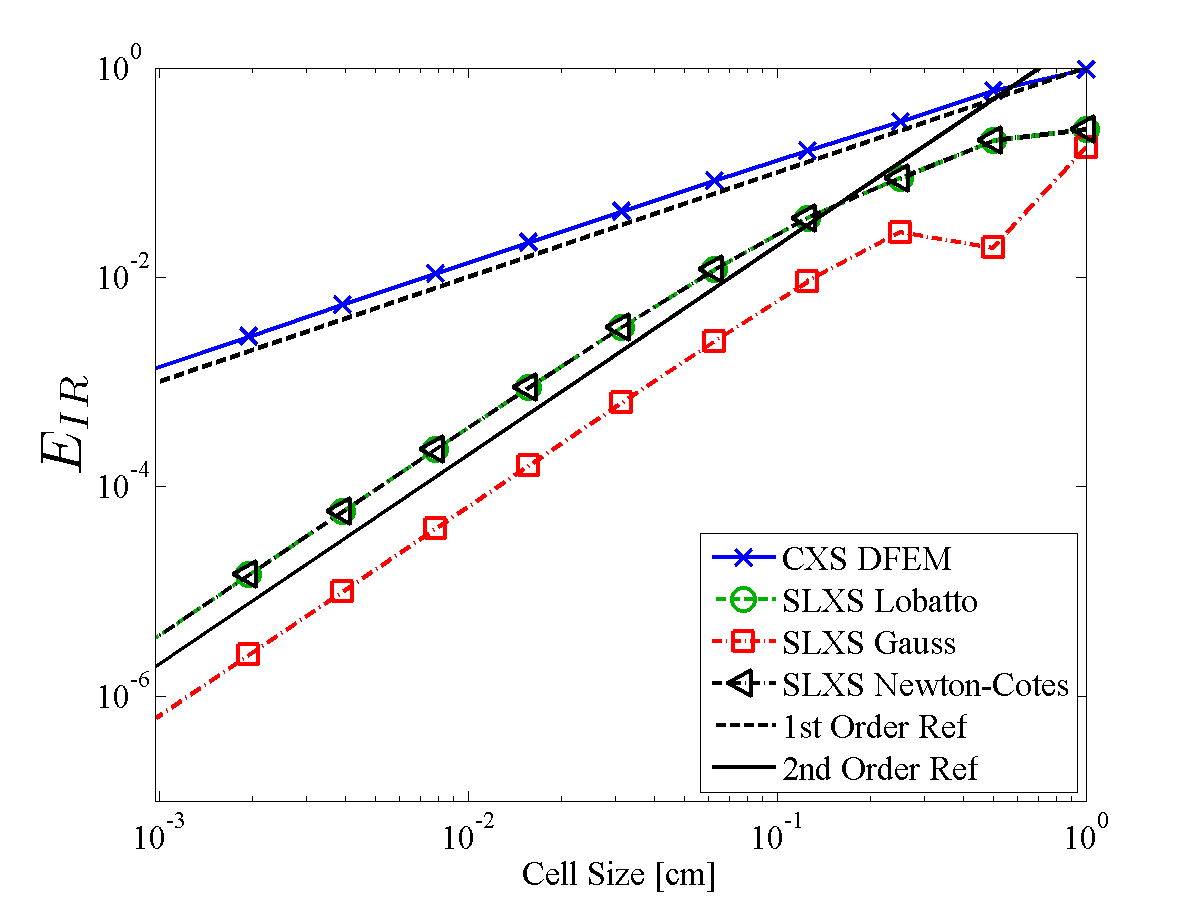 10^0
10^-2
10^-4
10^-6
E_IR
10^-3
10^-2
10^-1
10^0
Cell Size [cm]
CXS DFEM
SLXS Lobatto
SLXS Gauss
SLXS Newton-Cotes
1st Order Ref
2nd Order Ref